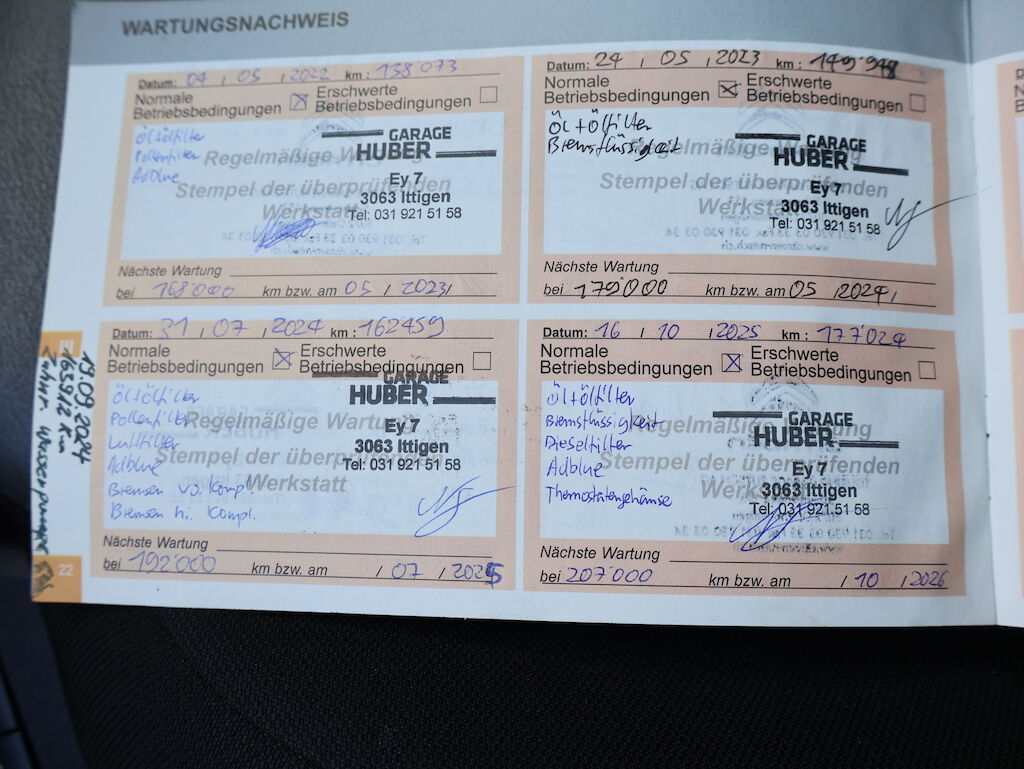 WARTUNGSNACHWEIS
Datum: 04 / 05 / 2022 km: 138'073
Normale Betriebsbedingungen ☒ Erschwerte Betriebsbedingungen ☐
Öl+ölfilter
Pollenfilter
Adblue
Regelmäßige Wartung
Stempel der überprüfenden
Werkstatt
GARAGE
HUBER
Ey 7
3063 Ittigen
Tel: 031 921 51 58
Nächste Wartung
bei 168'000 km bzw. am 05 / 2023/
Datum: 24 / 05 / 2023 km: 149'948
Normale Betriebsbedingungen ☒ Erschwerte Betriebsbedingungen ☐
Öl+ölfilter
Bremsflüssigkeit
Regelmäßige Wartung
Stempel der überprüfenden
Werkstatt
GARAGE
HUBER
Ey 7
3063 Ittigen
Tel: 031 921 51 58
Nächste Wartung
bei 179'000 km bzw. am 05 / 2024/
Datum: 31 / 07 / 2024 km: 162459
Normale Betriebsbedingungen ☒ Erschwerte Betriebsbedingungen ☐
Öl+ölfilter
Pollenfilter
Luftfilter
Adblue
Bremsen vo. kompl.
Bremsen hi. kompl.
Regelmäßige Wartung
Stempel der überprüfenden
Werkstatt
GARAGE
HUBER
Ey 7
3063 Ittigen
Tel: 031 921 51 58
Nächste Wartung
bei 192'000 km bzw. am / 07 / 2025
Datum: 16 / 10 / 2025 km: 177'024
Normale Betriebsbedingungen ☒ Erschwerte Betriebsbedingungen ☐
Öl+ölfilter
Bremsflüssigkeit
Dieselfilter
Adblue
Thermostatengehäuse
Regelmäßige Wartung
Stempel der überprüfenden
Werkstatt
GARAGE
HUBER
Ey 7
3063 Ittigen
Tel: 031 921 51 58
Nächste Wartung
bei 207'000 km bzw. am / 10 / 2026
19.09.2024
Zahnr. Wasserpumpe
22